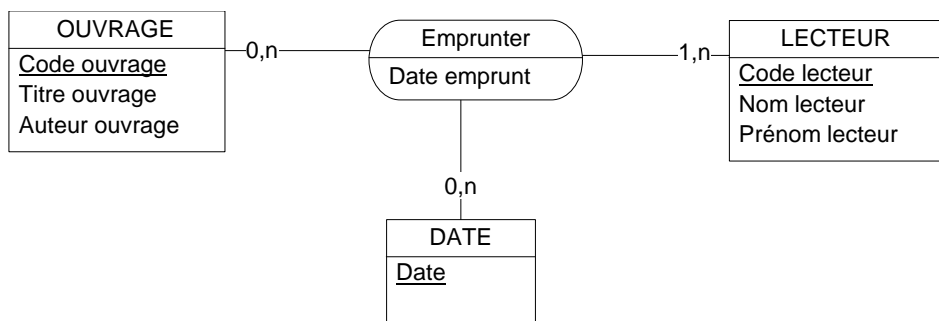 OUVRAGE
Code ouvrage
Titre ouvrage
Auteur ouvrage
0,n
Emprunter
Date emprunt
1,n
LECTEUR
Code lecteur
Nom lecteur
Prénom lecteur
0,n
DATE
Date